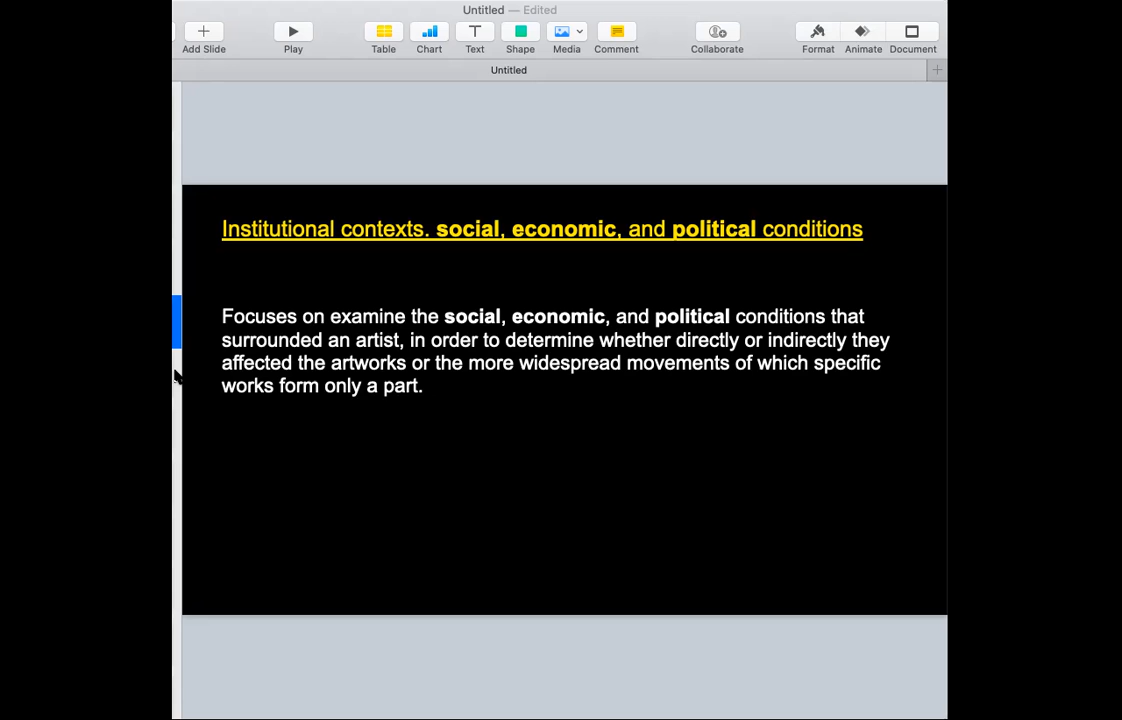 Untitled — Edited
Add Slide
Play
Table
Chart
Text
Shape
Media
Comment
Collaborate
Format
Animate
Document
Untitled
Institutional contexts. social, economic, and political conditions
Focuses on examine the social, economic, and political conditions that
surrounded an artist, in order to determine whether directly or indirectly they
affected the artworks or the more widespread movements of which specific
works form only a part.